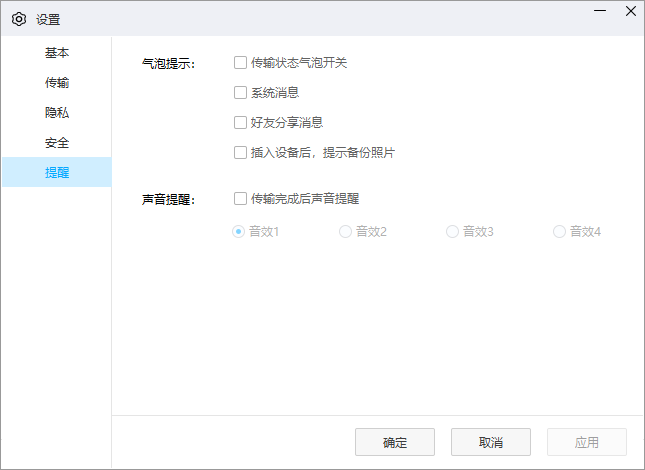 设置
基本
传输
隐私
安全
提醒
气泡提示：
传输状态气泡开关
系统消息
好友分享消息
插入设备后，提示备份照片
声音提醒：
传输完成后声音提醒
音效1 音效2 音效3 音效4
确定 取消 应用